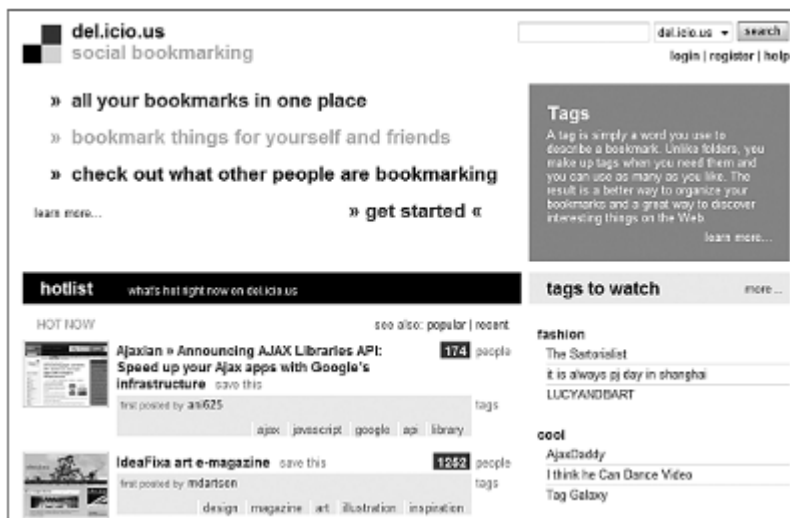 del.icio.us
social bookmarking
del.icio.us search
login | register | help
» all your bookmarks in one place
» bookmark things for yourself and friends
» check out what other people are bookmarking
learn more...
» get started «
Tags
A tag is simply a word you use to
describe a bookmark. Unlike folders, you
make up tags when you need them and
you can use as many as you like. The
result is a better way to organize your
bookmarks and a great way to discover
interesting things on the Web
learn more...
hotlist what's hot right now on del.icio.us
HOT NOW see also: popular | recent
Ajaxian » Announcing AJAX Libraries API: 174 people
Speed up your Ajax apps with Google's
infrastructure save this
first posted by ani625 tags
ajax javascript google api library
IdeaFixa art e-magazine save this 1252 people
first posted by mdartson tags
design magazine art illustration inspiration
tags to watch more...
fashion
The Sartorialist
it is always pj day in shanghai
LUCYANDBART
cool
AjaxDaddy
I think he Can Dance Video
Tag Galaxy